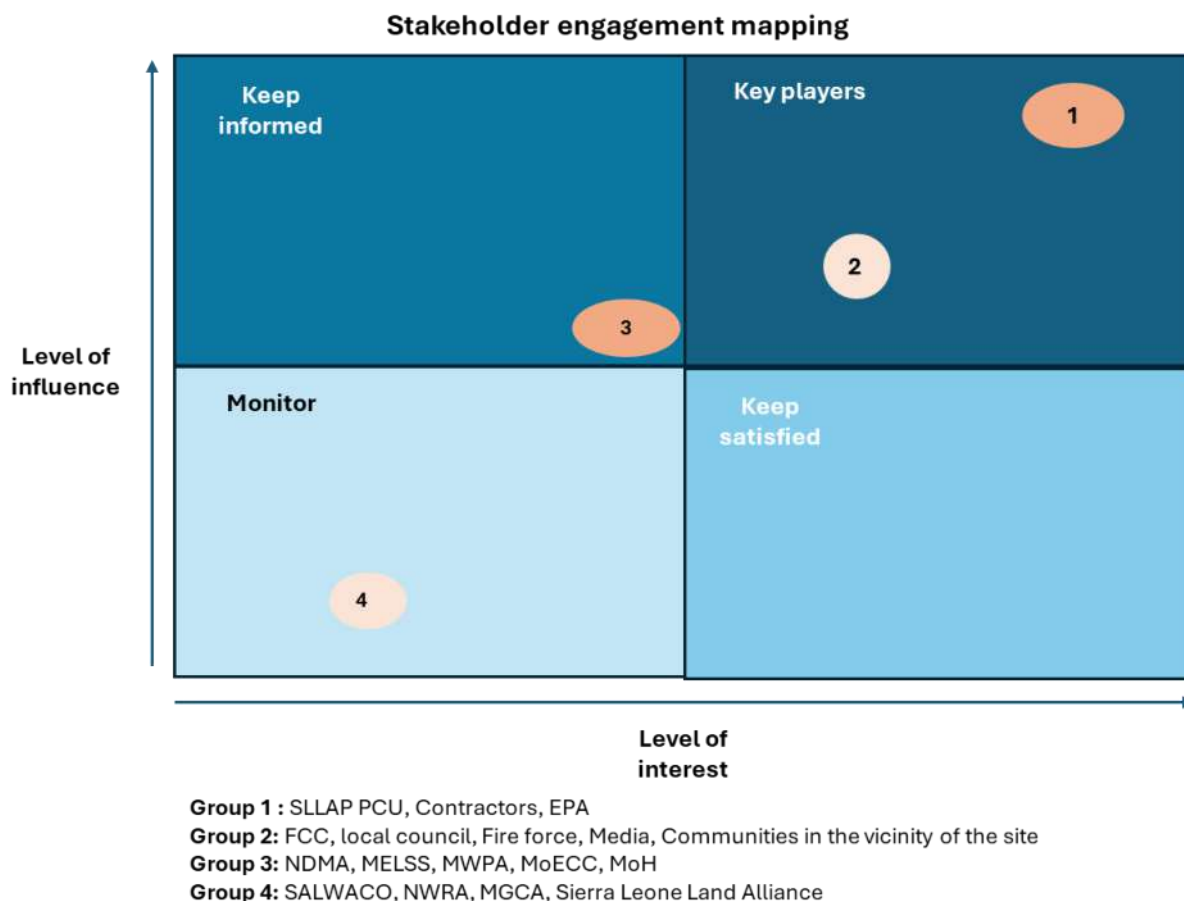 Stakeholder engagement mapping
Keep
informed
Key players
1
2
3
Level of
influence
Monitor
Keep
satisfied
4
Level of
interest
Group 1 : SLLAP PCU, Contractors, EPA
Group 2: FCC, local council, Fire force, Media, Communities in the vicinity of the site
Group 3: NDMA, MELSS, MWPA, MoECC, MoH
Group 4: SALWACO, NWRA, MGCA, Sierra Leone Land Alliance